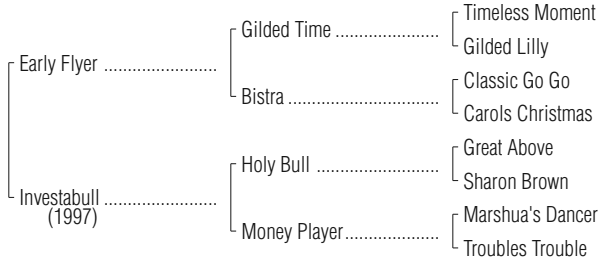 Timeless Moment
Gilded Time ....................
Gilded Lilly
Early Flyer ......................
Classic Go Go
Bistra .............................
Carols Christmas
Great Above
Holy Bull ........................
Sharon Brown
Investabull ......................
(1997)
Marshua's Dancer
Money Player..................
Troubles Trouble